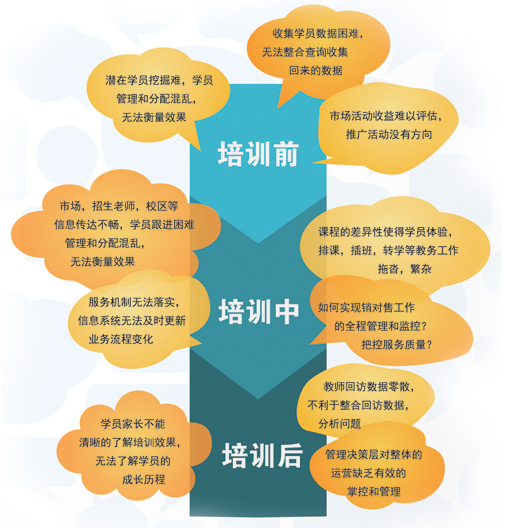 收集学员数据困难，
无法整合查询收集
回来的数据
潜在学员挖掘难，学员
管理和分配混乱，
无法衡量效果
市场活动收益难以评估，
推广活动没有方向
培训前
市场，招生老师，校区等
信息传达不畅，学员跟进困难
管理和分配混乱，
无法衡量效果
课程的差异性使得学员体验，
排课，插班，转学等教务工作
拖沓，繁杂
服务机制无法落实，
信息系统无法及时更新
业务流程变化
培训中
如何实现销对售工作
的全程管理和监控？
把控服务质量？
教师回访数据零散，
不利于整合回访数据，
分析问题
学员家长不能
清晰的了解培训效果，
无法了解学员的
成长历程
培训后
管理决策层对整体的
运营缺乏有效的
掌控和管理